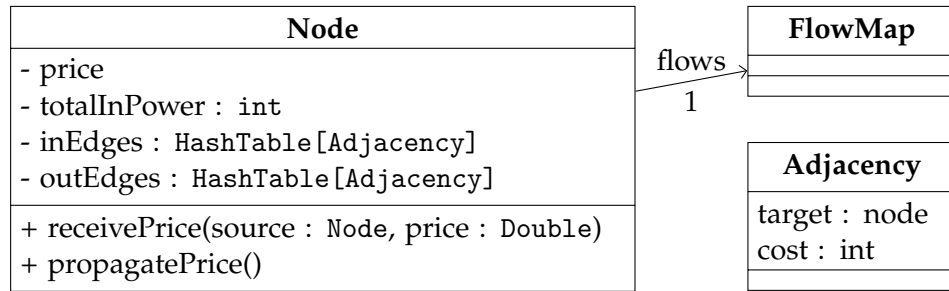 Node
- price
- totalInPower : int
- inEdges : HashTable[Adjacency]
- outEdges : HashTable[Adjacency]
+ receivePrice(source : Node, price : Double)
+ propagatePrice()
flows
1
FlowMap
Adjacency
target : node
cost : int